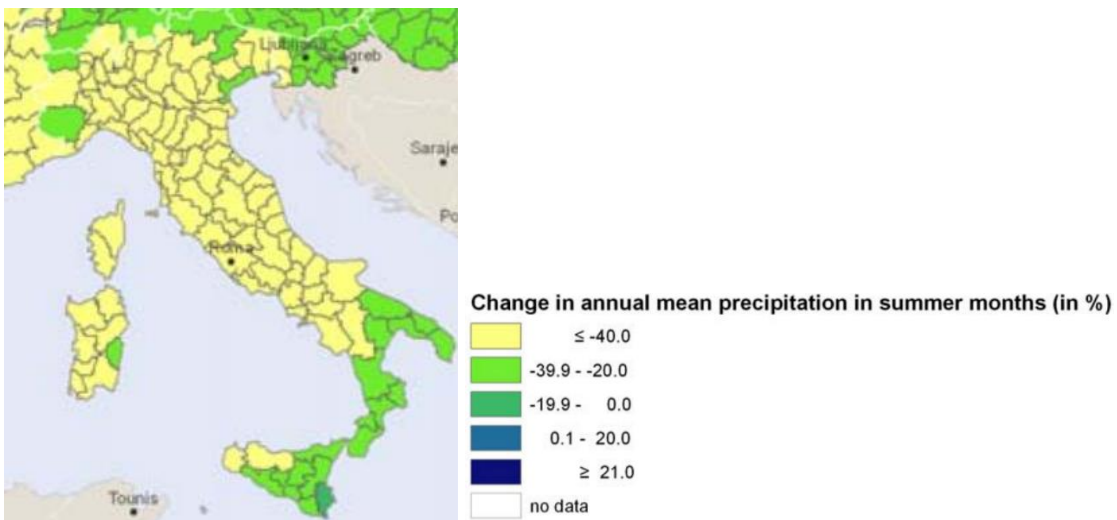 Ljubljana
Zagreb
Saraje
Po
Roma
Tounis
Change in annual mean precipitation in summer months (in %)
≤ -40.0
-39.9 - -20.0
-19.9 - 0.0
0.1 - 20.0
≥ 21.0
no data